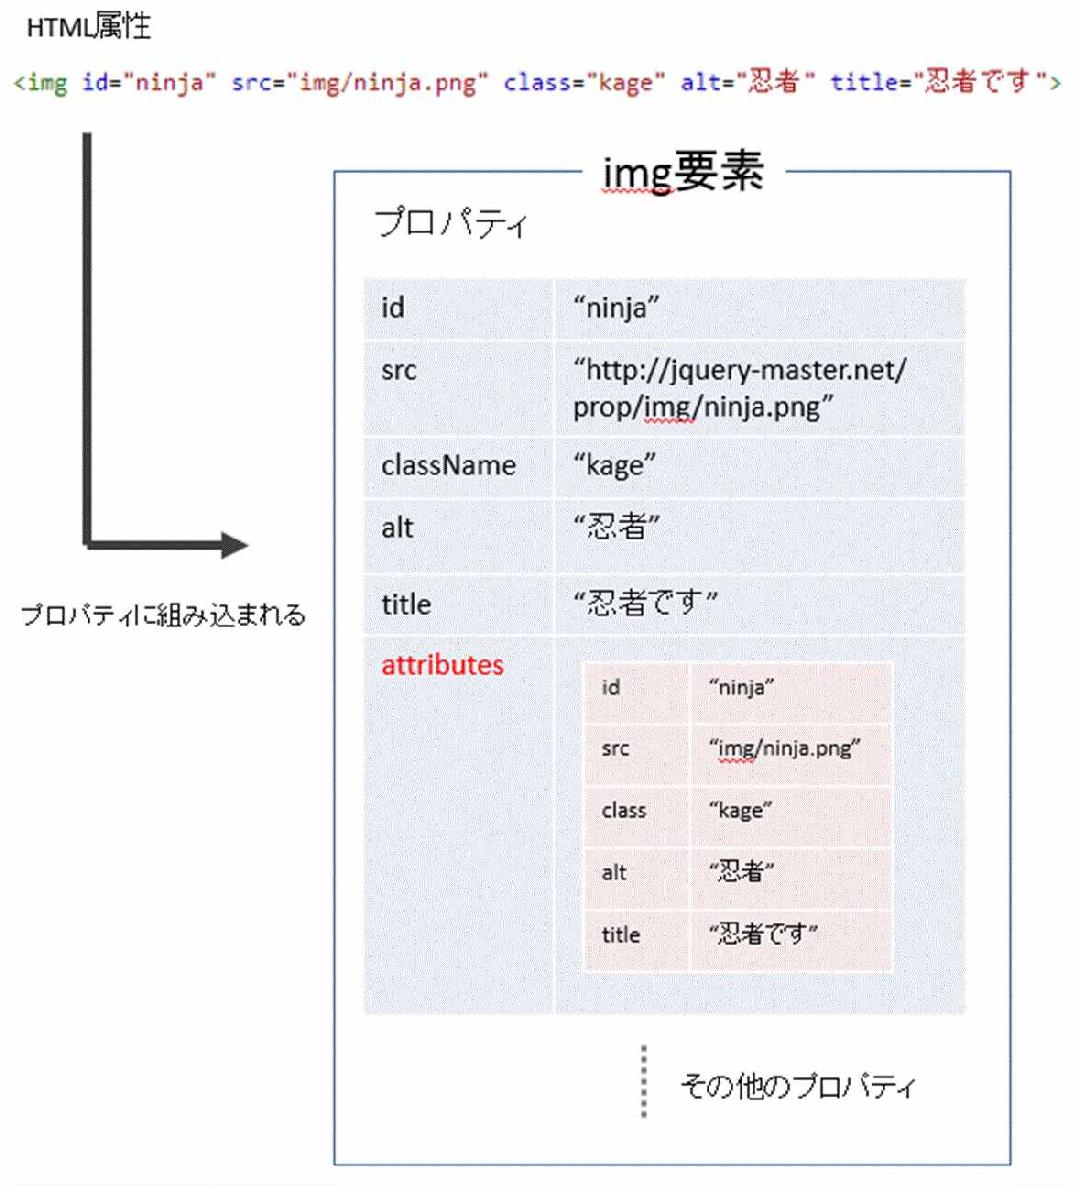 HTML属性
<img id="ninja" src="img/ninja.png" class="kage" alt="忍者" title="忍者です">
img要素
プロパティ
id “ninja”
src “http://jquery-master.net/
prop/img/ninja.png”
className “kage”
alt “忍者”
title “忍者です”
プロパティに組み込まれる
attributes
id “ninja”
src “img/ninja.png”
class “kage”
alt “忍者”
title “忍者です”
その他のプロパティ